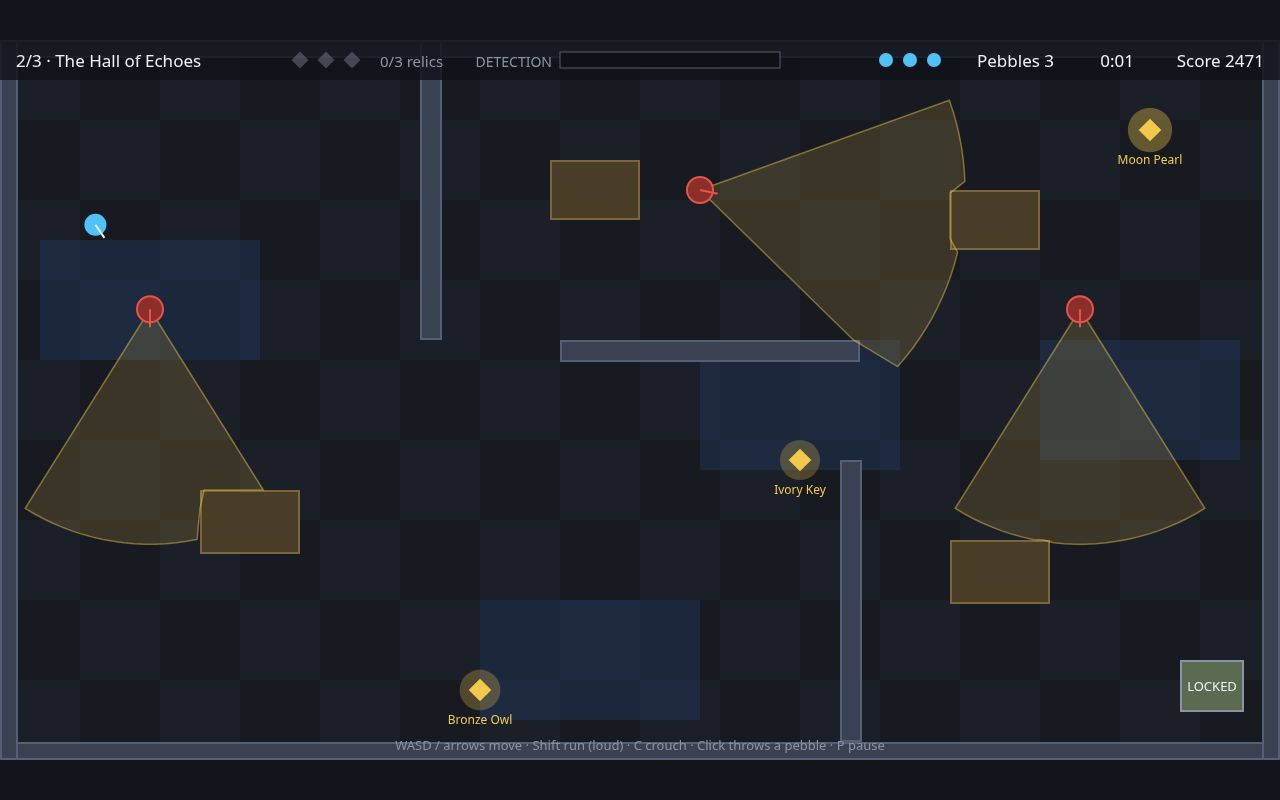 2/3 · The Hall of Echoes
0/3 relics
DETECTION
Pebbles 3
0:01
Score 2471
Moon Pearl
Ivory Key
LOCKED
Bronze Owl
WASD / arrows move · Shift run (loud) · C crouch · Click throws a pebble · P pause